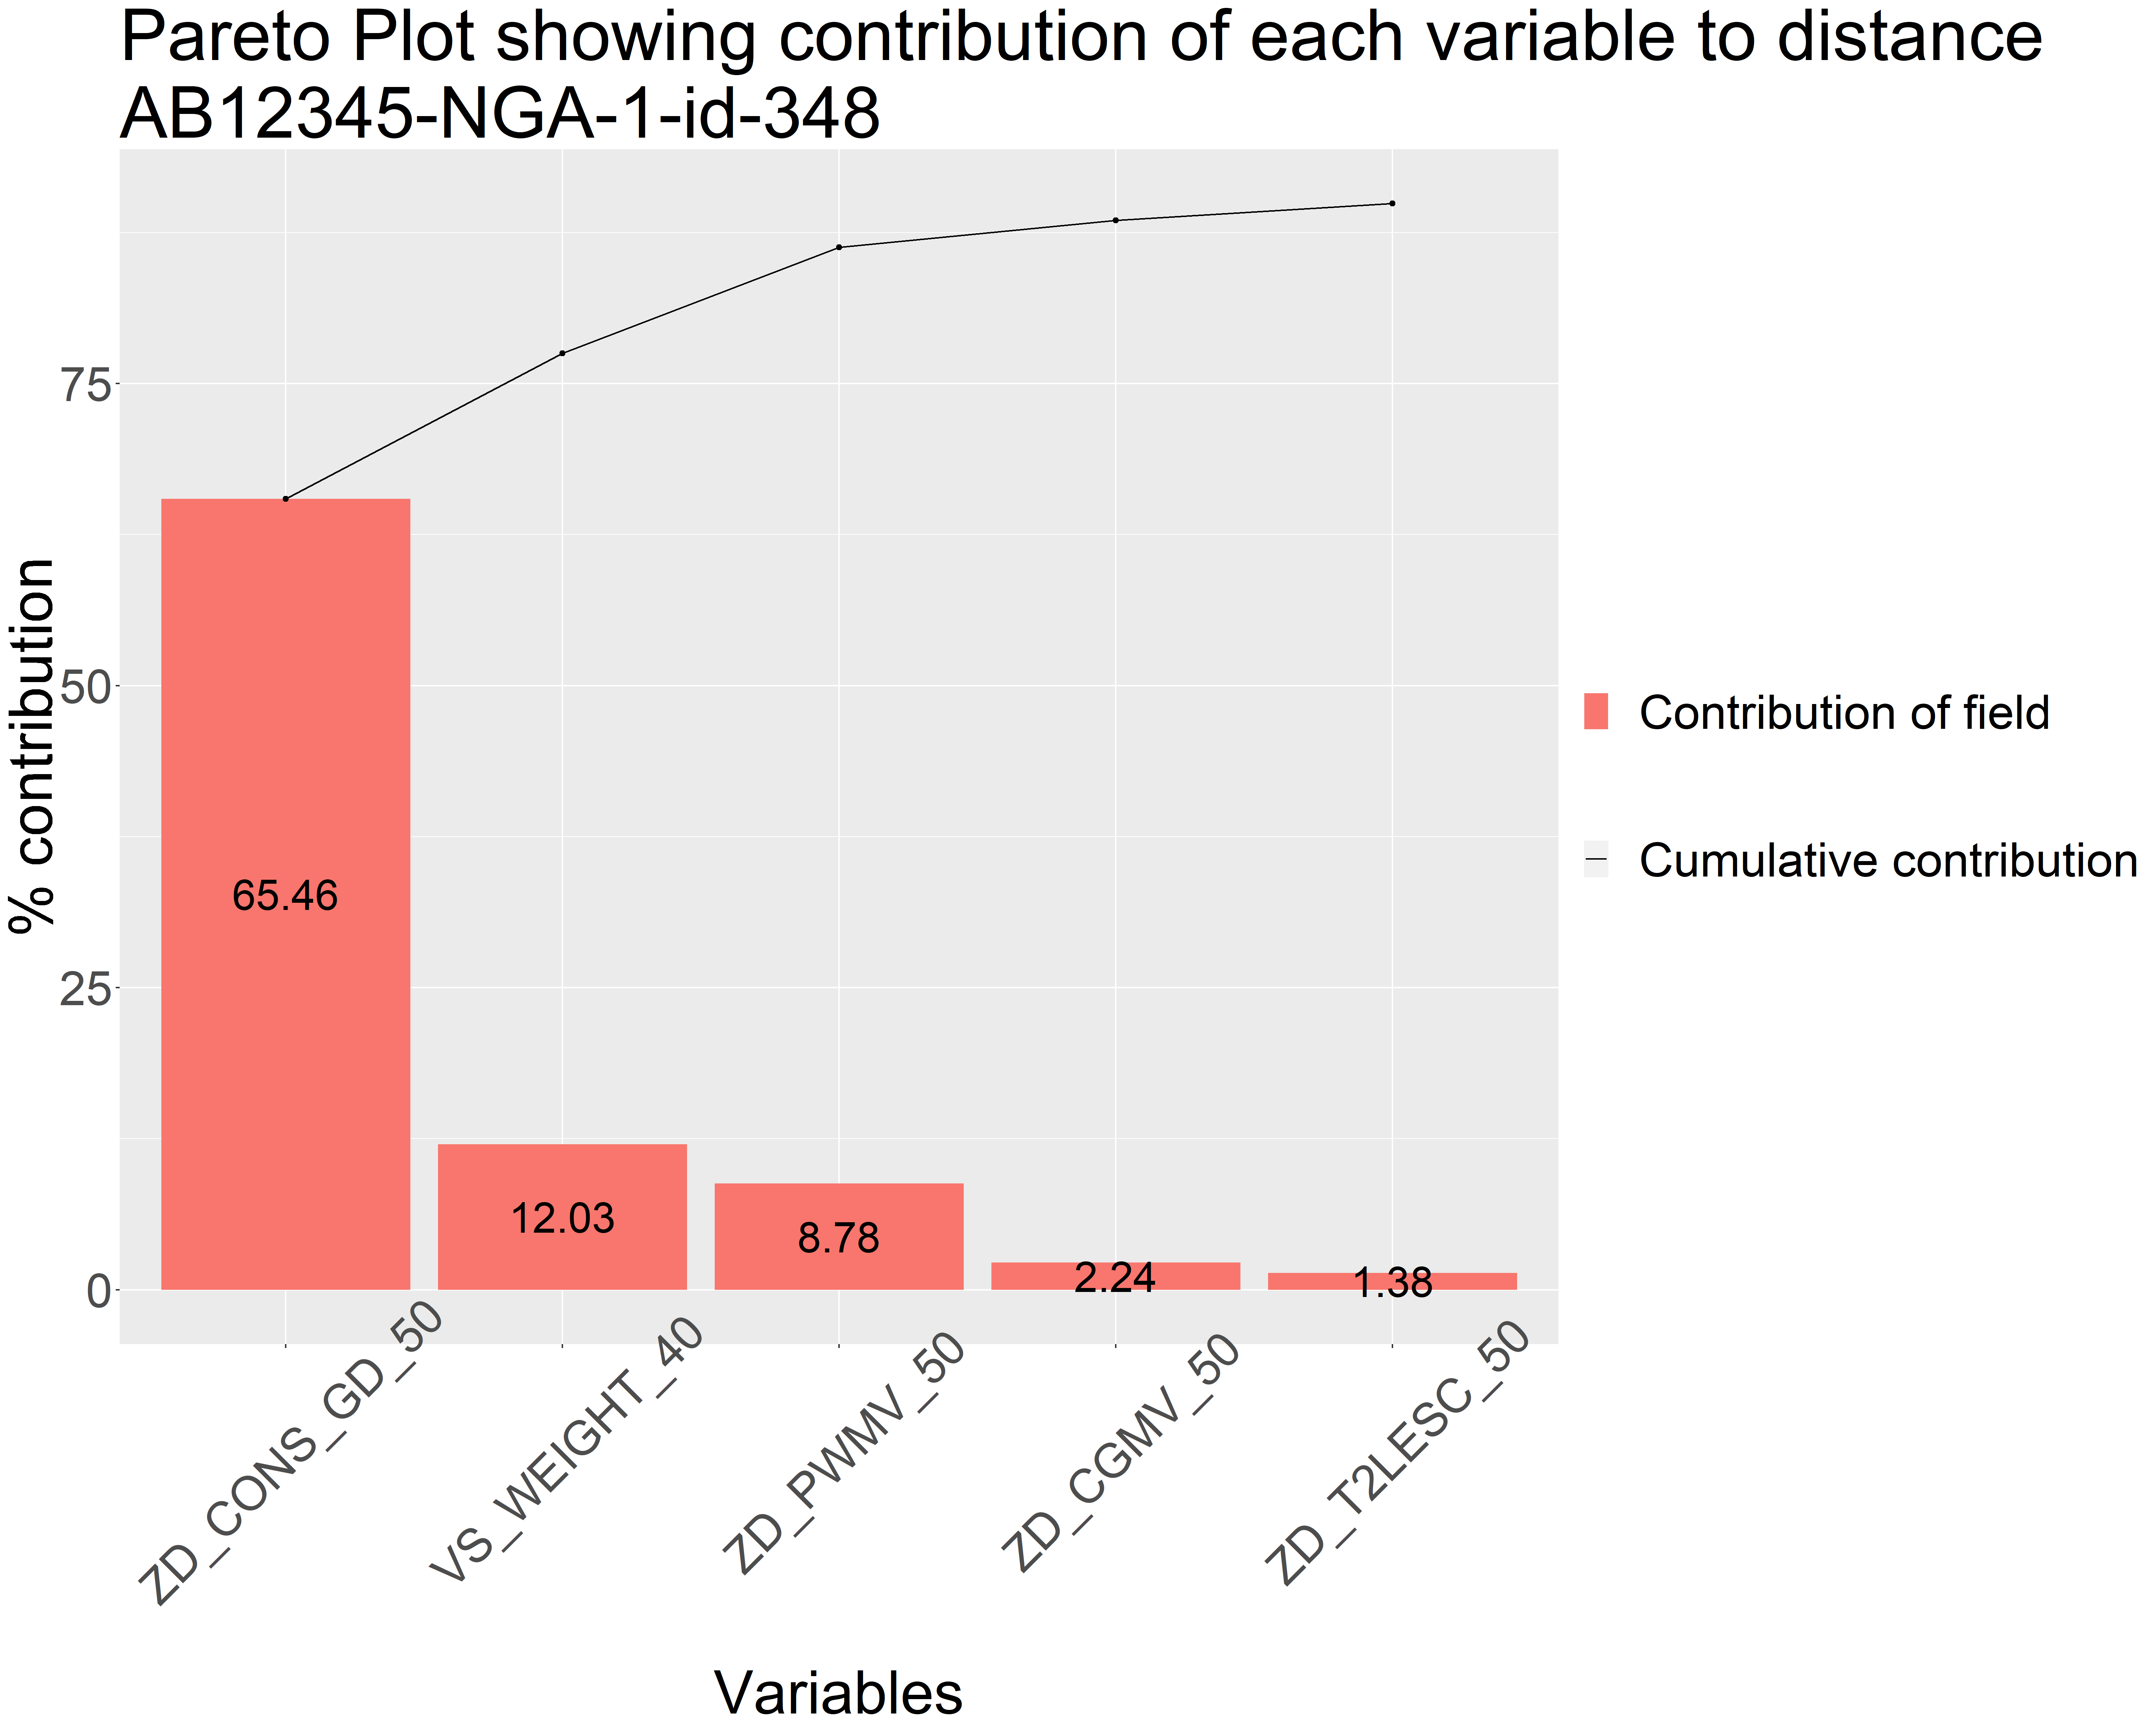 Pareto Plot showing contribution of each variable to distance
AB12345-NGA-1-id-348
% contribution
75
50
25
0
65.46
12.03
8.78
2.24
1.38
ZD_CONS_GD_50
VS_WEIGHT_40
ZD_PWMV_50
ZD_CGMV_50
ZD_T2LESC_50
Variables
Contribution of field
Cumulative contribution